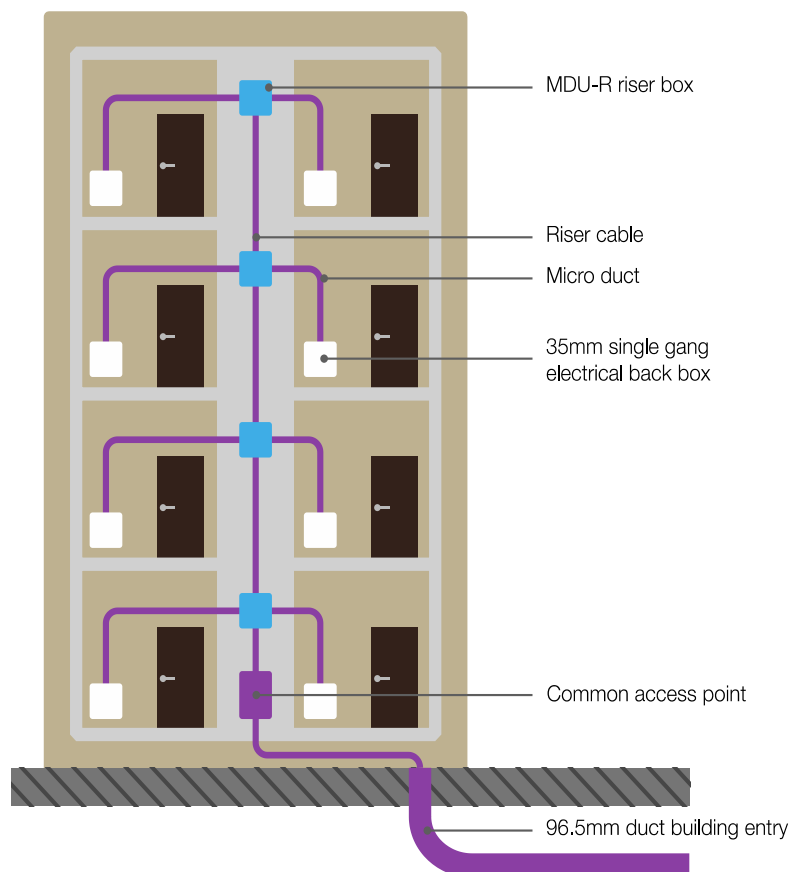 MDU-R riser box
Riser cable
Micro duct
35mm single gang
electrical back box
Common access point
96.5mm duct building entry